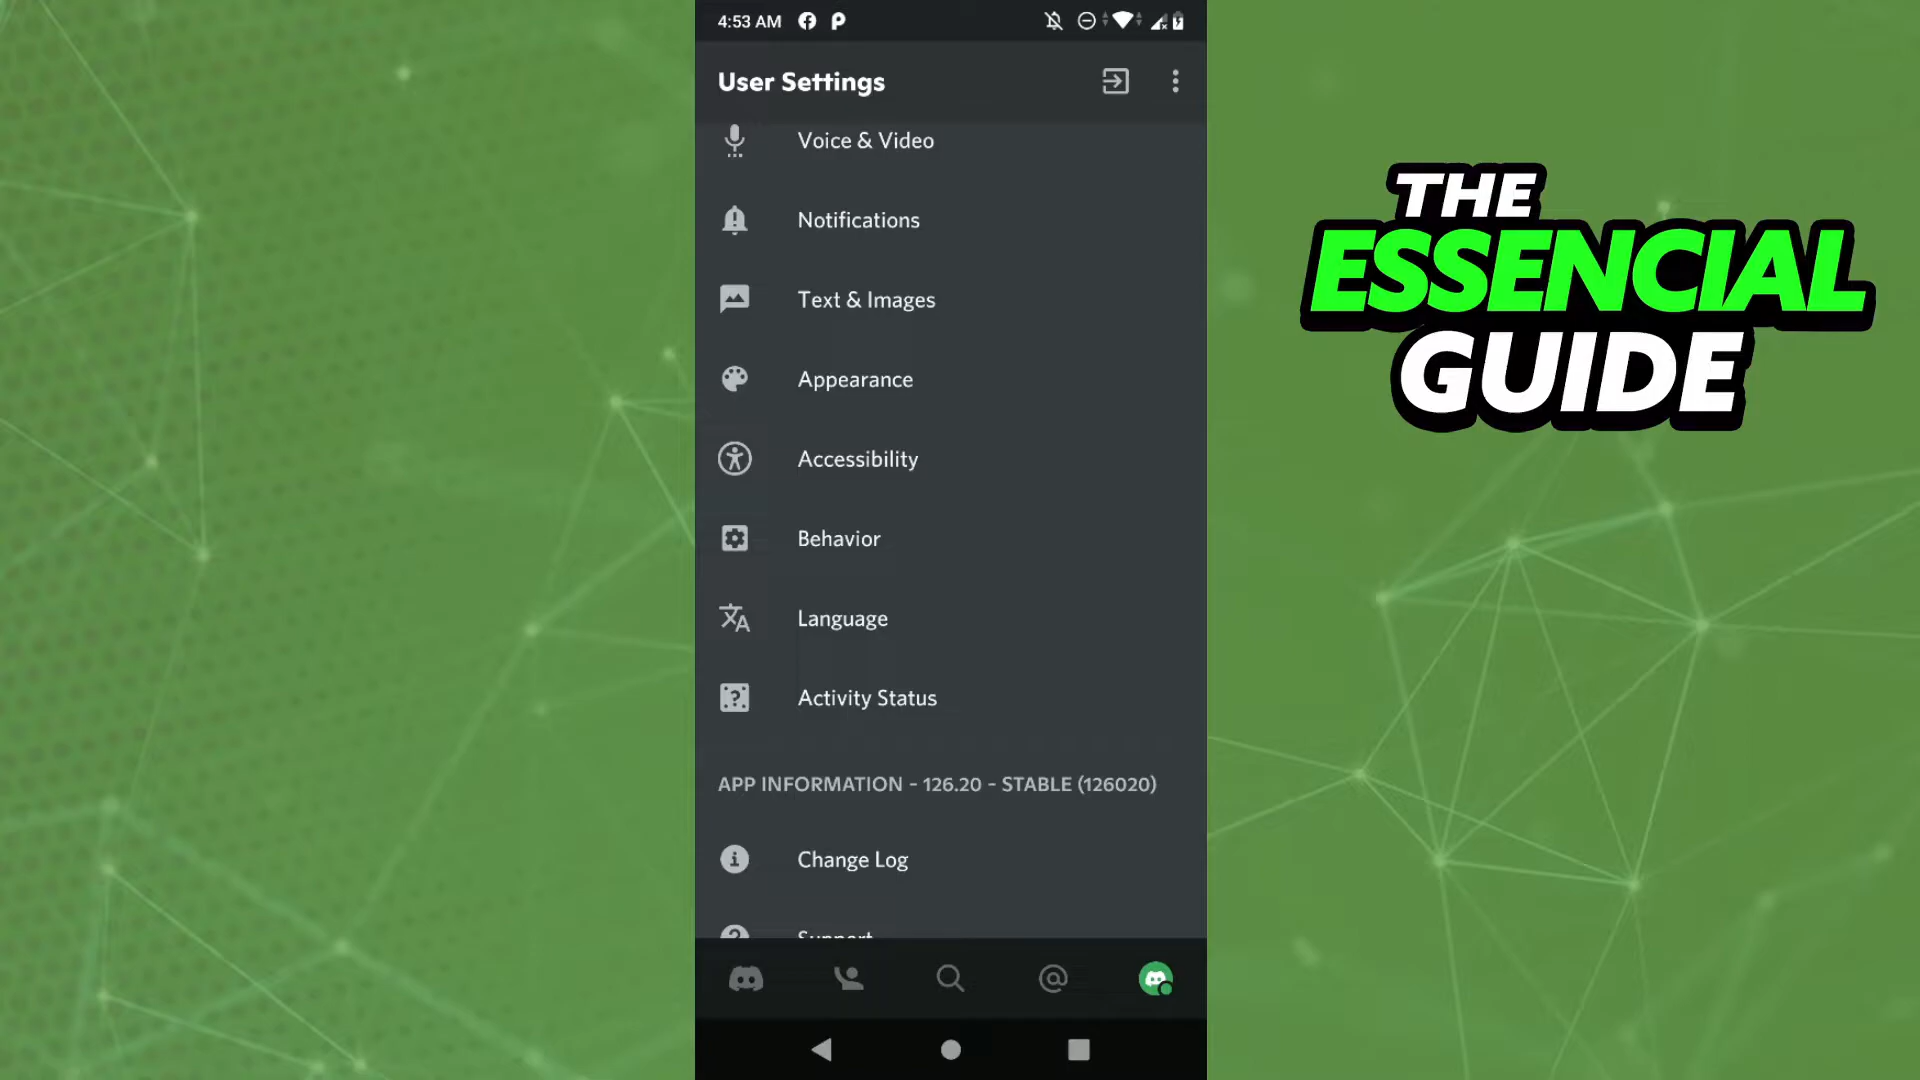 4:53 AM
User Settings
Voice & Video
Notifications
Text & Images
Appearance
Accessibility
Behavior
Language
Activity Status
APP INFORMATION - 126.20 - STABLE (126020)
Change Log
Support
THE
ESSENCIAL
GUIDE